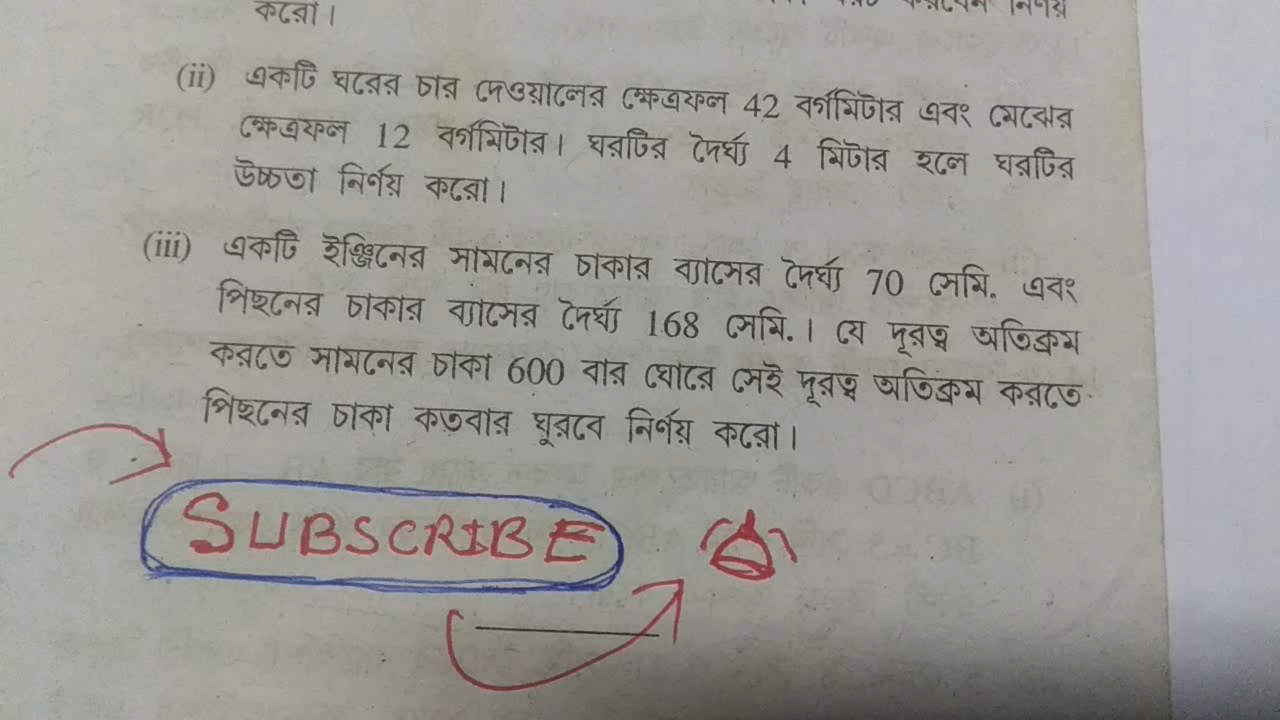 করবেন নির্ণয়
করো।
(ii) একটি ঘরের চার দেওয়ালের ক্ষেত্রফল 42 বর্গমিটার এবং মেঝের
ক্ষেত্রফল 12 বর্গমিটার। ঘরটির দৈর্ঘ্য 4 মিটার হলে ঘরটির
উচ্চতা নির্ণয় করো।
(iii) একটি ইঞ্জিনের সামনের চাকার ব্যাসের দৈর্ঘ্য 70 সেমি. এবং
পিছনের চাকার ব্যাসের দৈর্ঘ্য 168 সেমি.। যে দূরত্ব অতিক্রম
করতে সামনের চাকা 600 বার ঘোরে সেই দূরত্ব অতিক্রম করতে
পিছনের চাকা কতবার ঘুরবে নির্ণয় করো।
SUBSCRIBE